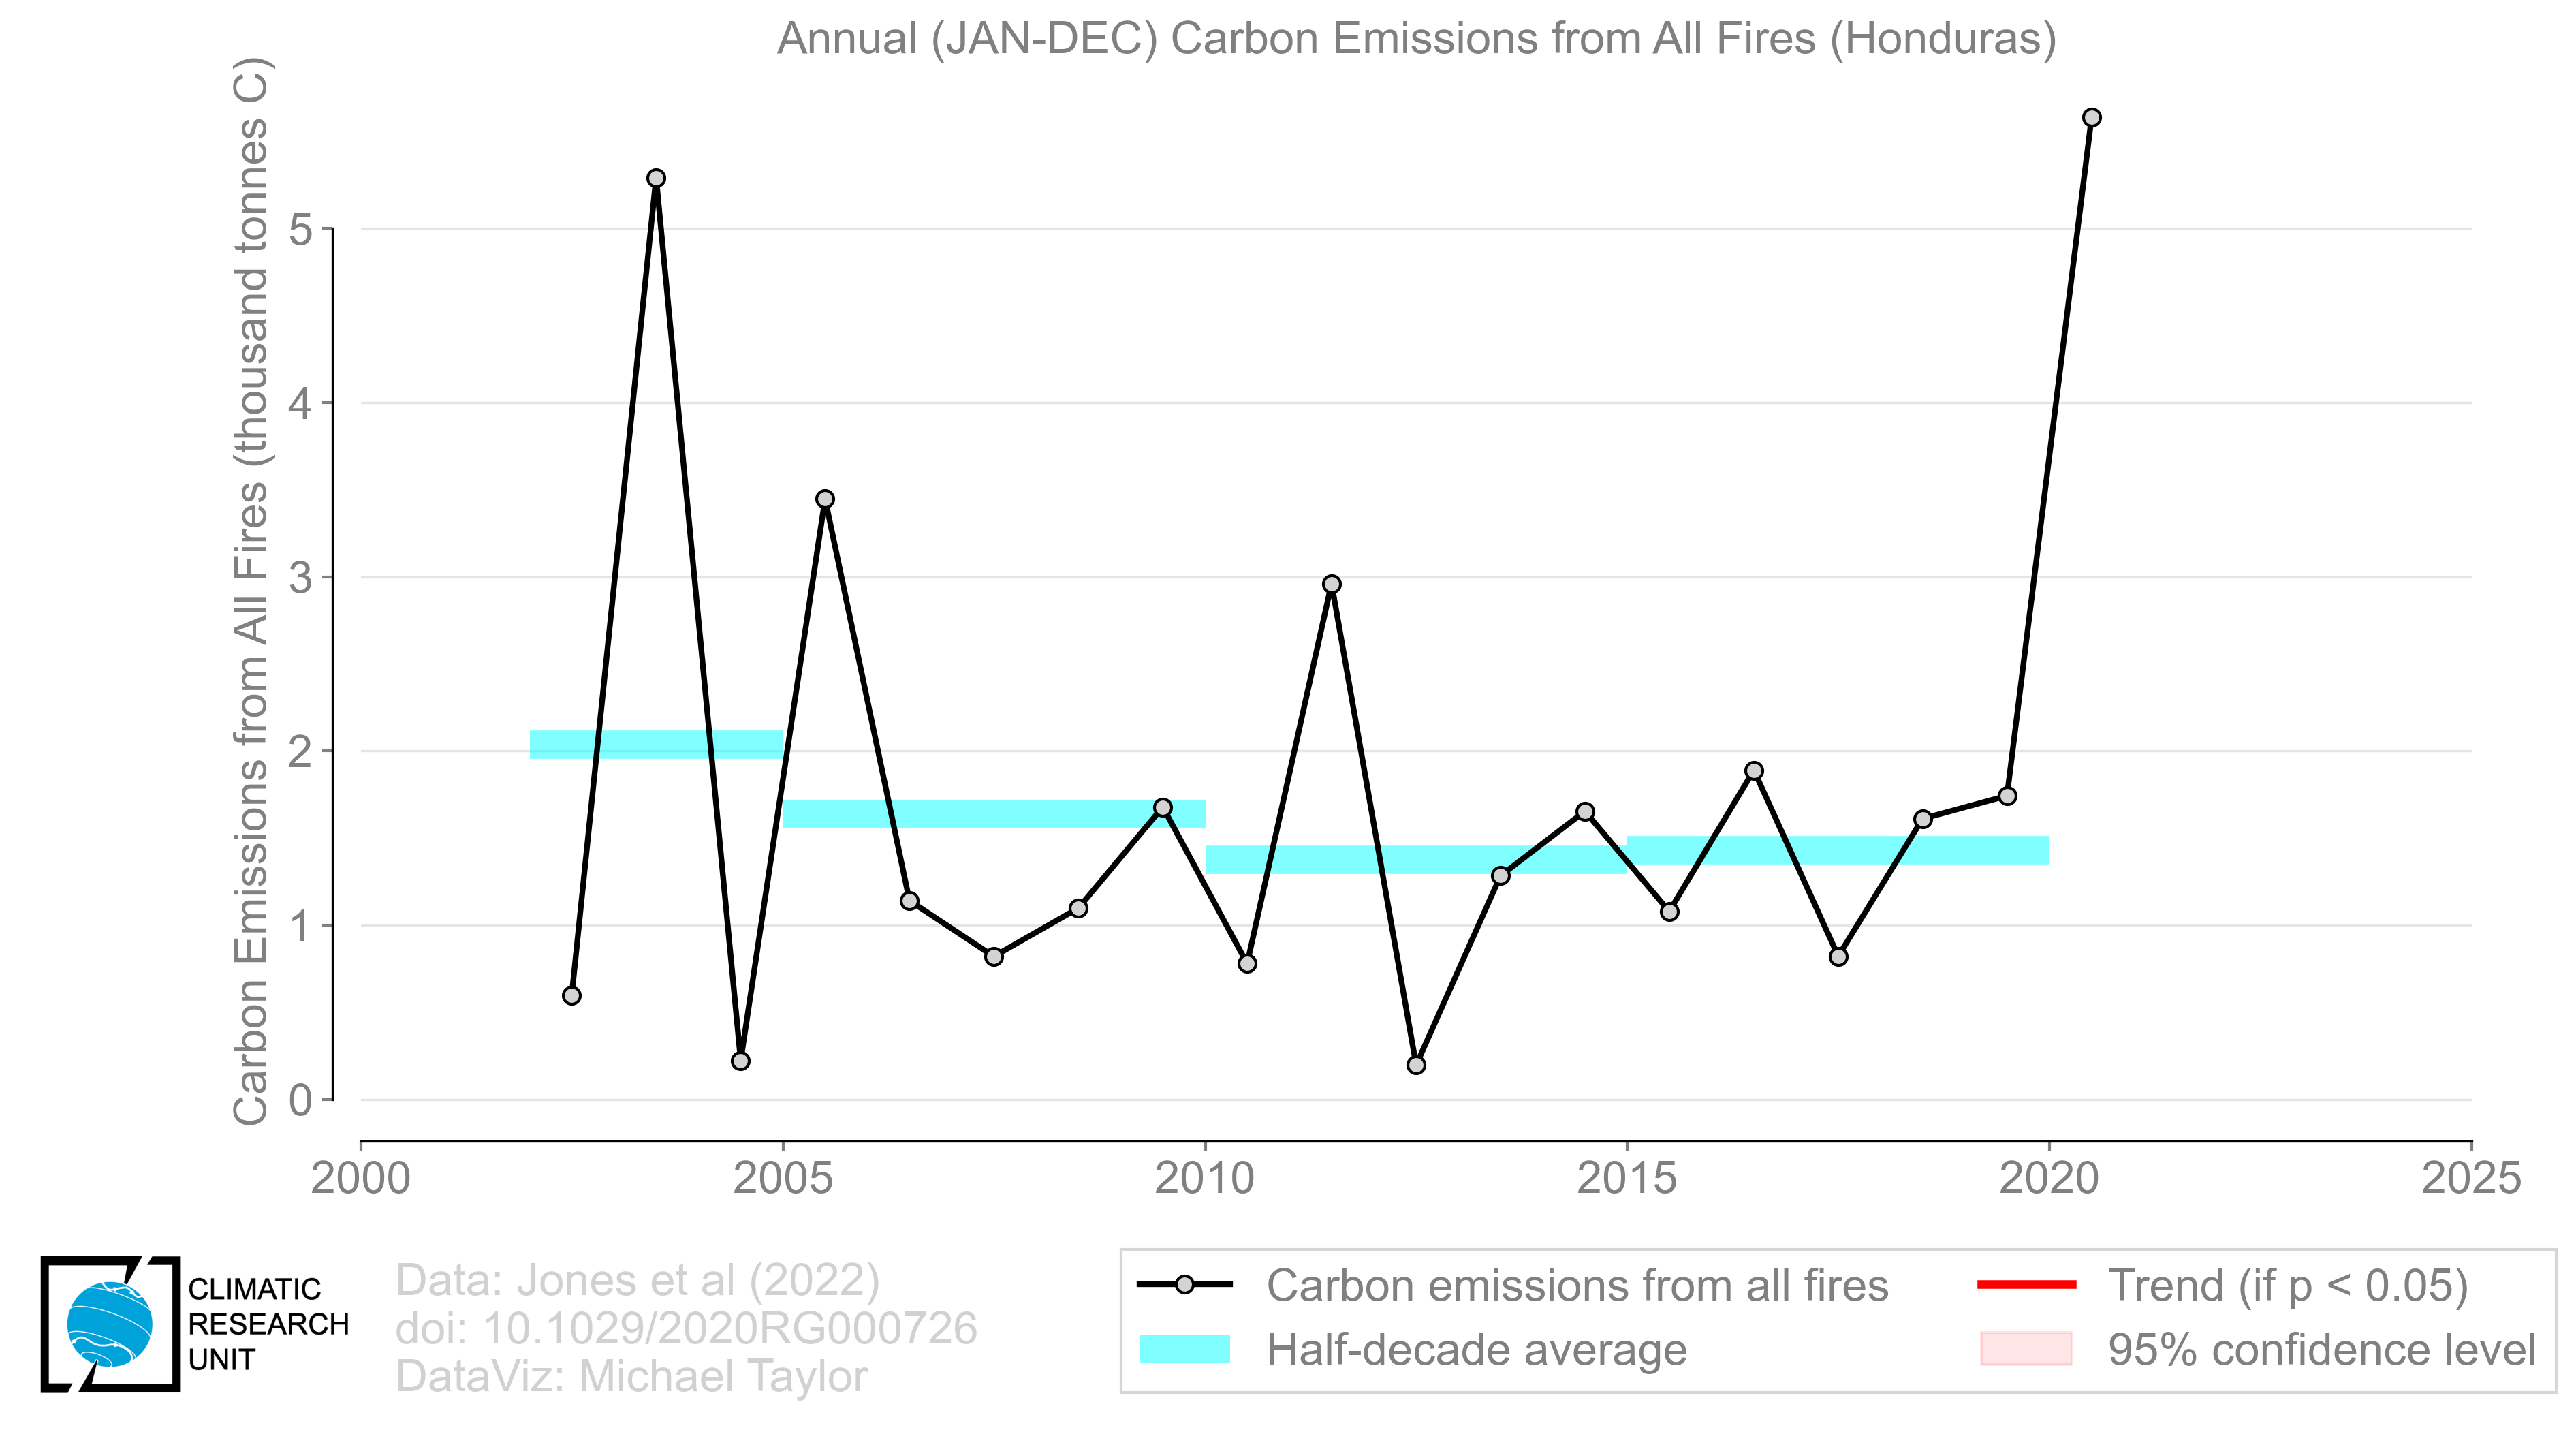 Annual (JAN-DEC) Carbon Emissions from All Fires (Honduras)
Carbon Emissions from All Fires (thousand tonnes C)
5
4
3
2
1
0
2000 2005 2010 2015 2020 2025
CLIMATIC
RESEARCH
UNIT
Data: Jones et al (2022)
doi: 10.1029/2020RG000726
DataViz: Michael Taylor
Carbon emissions from all fires
Half-decade average
Trend (if p < 0.05)
95% confidence level